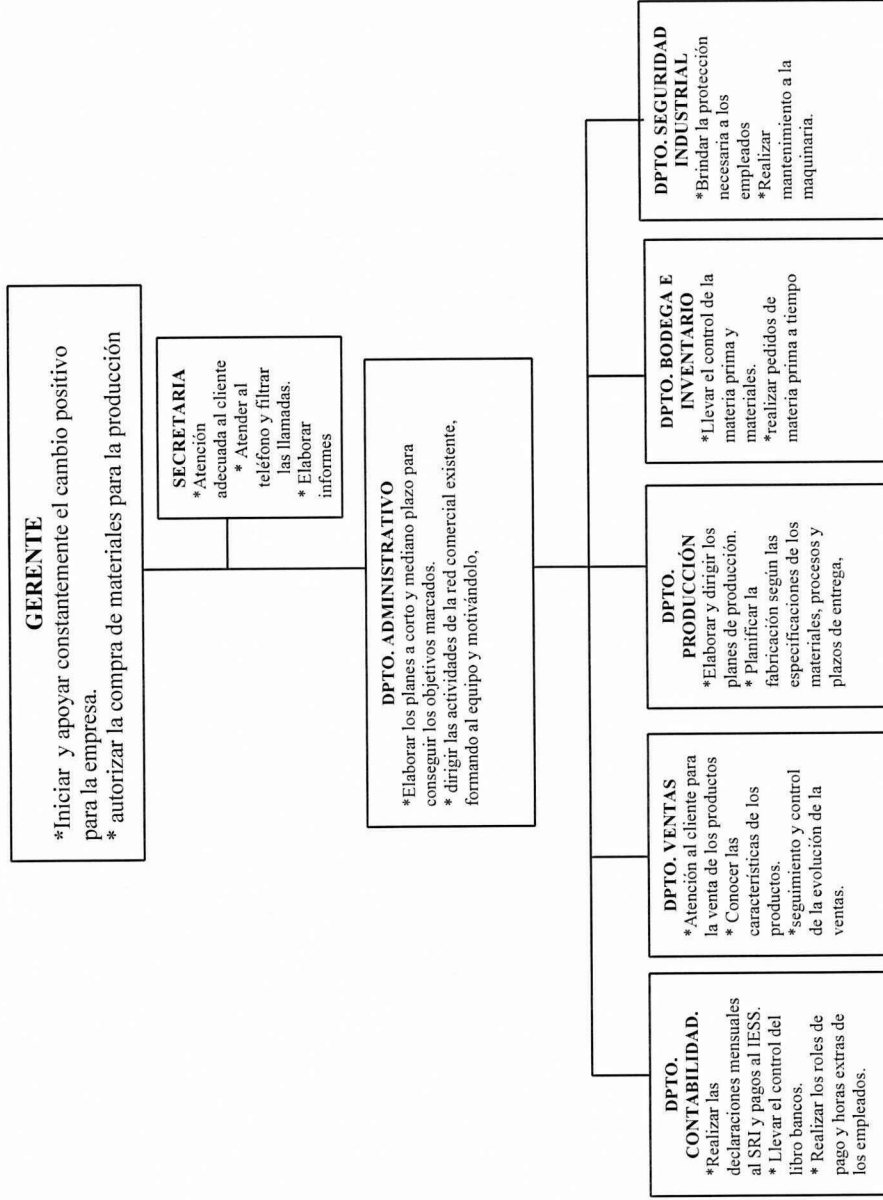 GERENTE
*Iniciar y apoyar constantemente el cambio positivo
para la empresa.
* autorizar la compra de materiales para la producción
SECRETARIA
*Atención
adecuada al cliente
* Atender al
teléfono y filtrar
las llamadas.
* Elaborar
informes
DPTO. ADMINISTRATIVO
*Elaborar los planes a corto y mediano plazo para
conseguir los objetivos marcados.
* dirigir las actividades de la red comercial existente,
formando al equipo y motivándolo,
DPTO.
CONTABILIDAD.
*Realizar las
declaraciones mensuales
al SRI y pagos al IESS.
* Llevar el control del
libro bancos.
* Realizar los roles de
pago y horas extras de
los empleados.
DPTO. VENTAS
*Atención al cliente para
la venta de los productos
* Conocer las
características de los
productos.
*seguimiento y control
de la evolución de la
ventas.
DPTO.
PRODUCCIÓN
*Elaborar y dirigir los
planes de producción.
* Planificar la
fabricación según las
especificaciones de los
materiales, procesos y
plazos de entrega,
DPTO. BODEGA E
INVENTARIO
*Llevar el control de la
materia prima y
materiales.
*realizar pedidos de
materia prima a tiempo
DPTO. SEGURIDAD
INDUSTRIAL
*Brindar la protección
necesaria a los
empleados
*Realizar
mantenimiento a la
maquinaria.